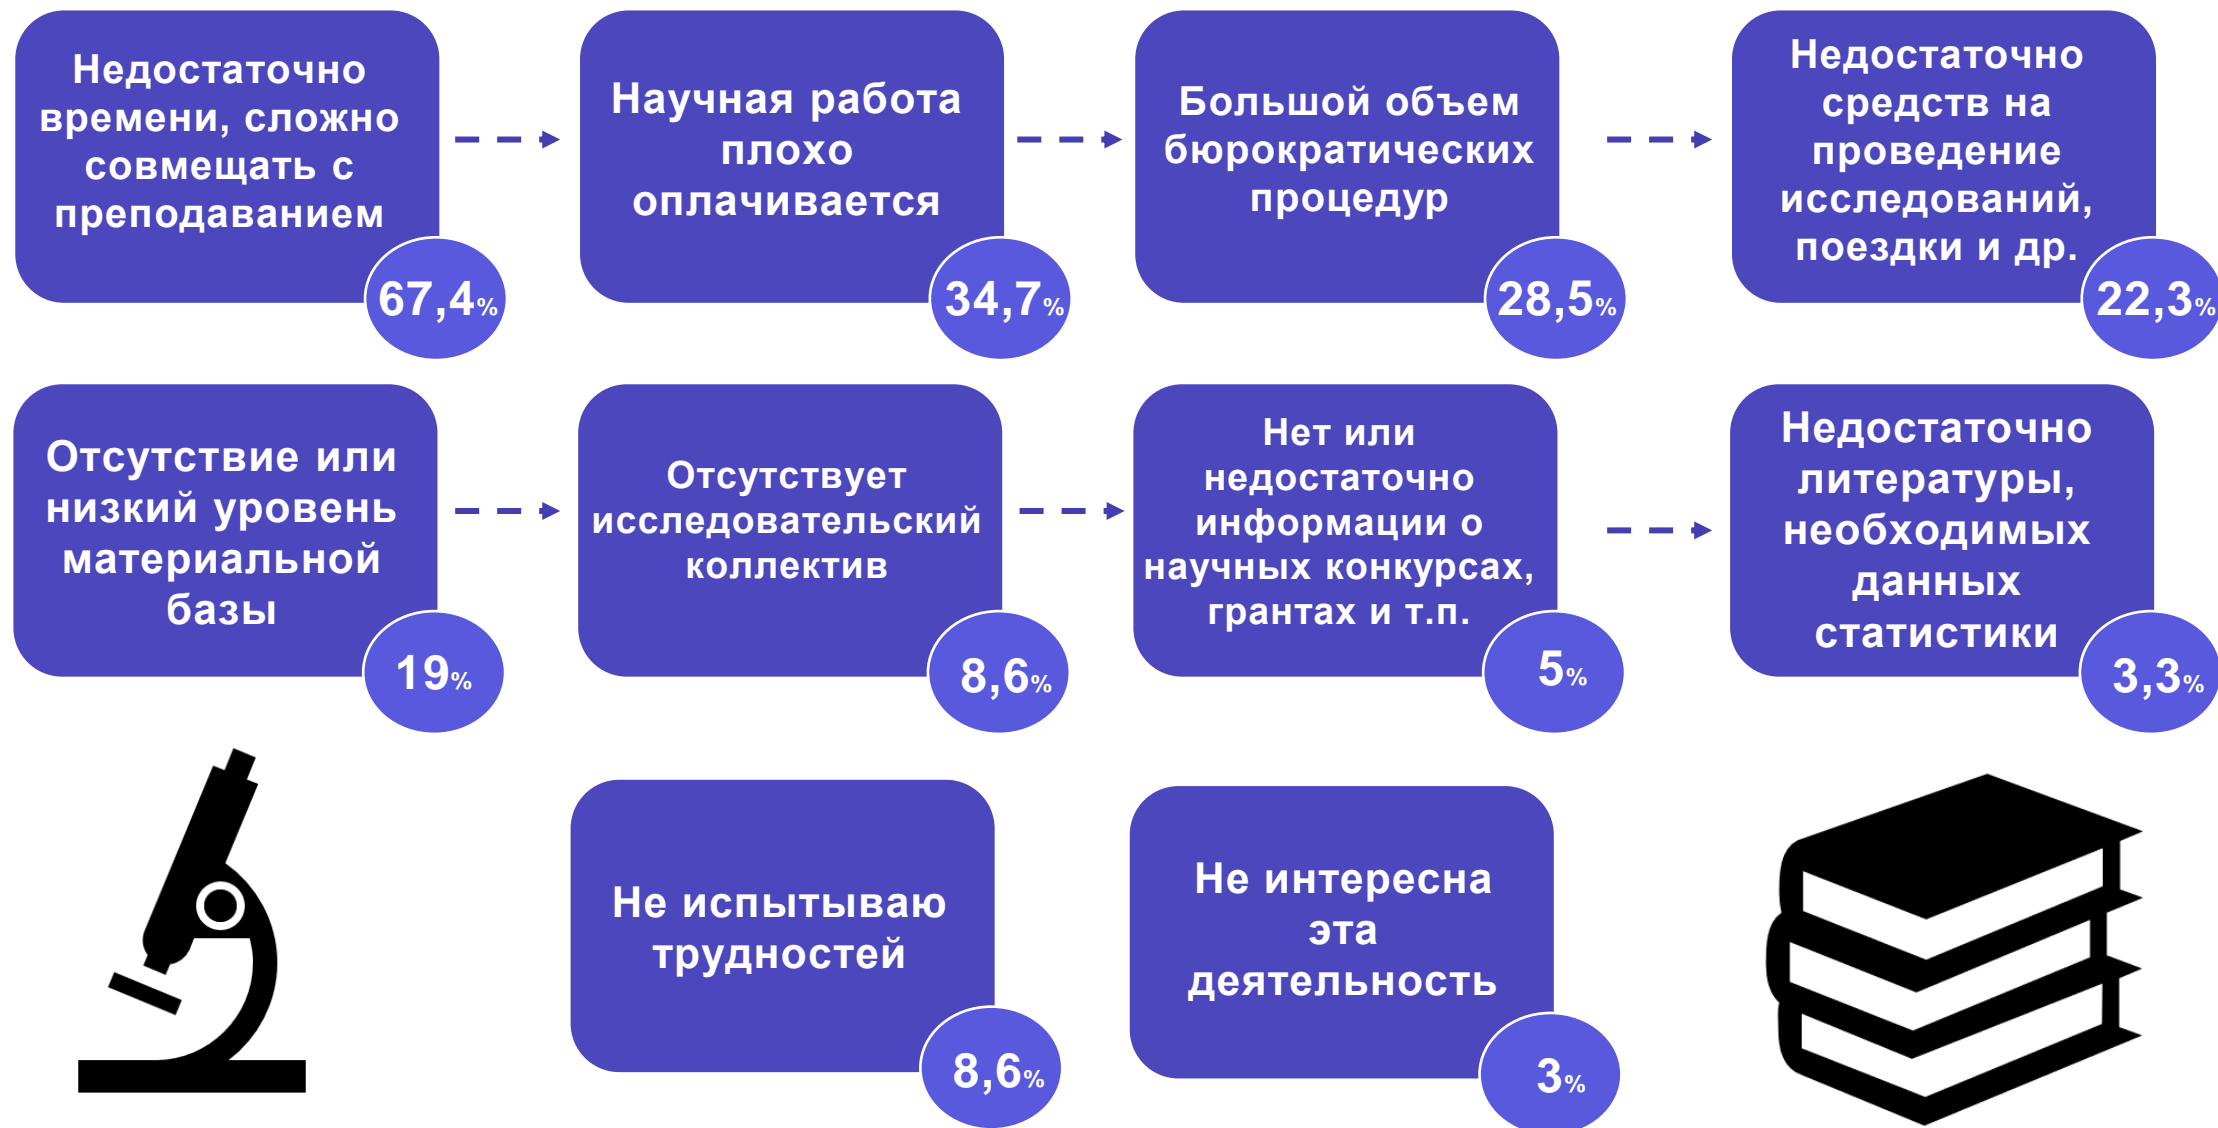 Недостаточно
времени, сложно
совмещать с
преподаванием
67,4%
Научная работа
плохо
оплачивается
34,7%
Большой объем
бюрократических
процедур
28,5%
Недостаточно
средств на
проведение
исследований,
поездки и др.
22,3%
Отсутствие или
низкий уровень
материальной
базы
19%
Отсутствует
исследовательский
коллектив
8,6%
Нет или
недостаточно
информации о
научных конкурсах,
грантах и т.п.
5%
Недостаточно
литературы,
необходимых
данных
статистики
3,3%
Не испытываю
трудностей
8,6%
Не интересна
эта
деятельность
3%